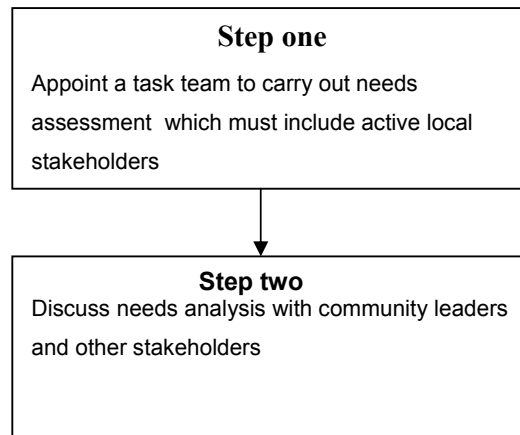 Step one
Appoint a task team to carry out needs
assessment which must include active local
stakeholders
Step two
Discuss needs analysis with community leaders
and other stakeholders